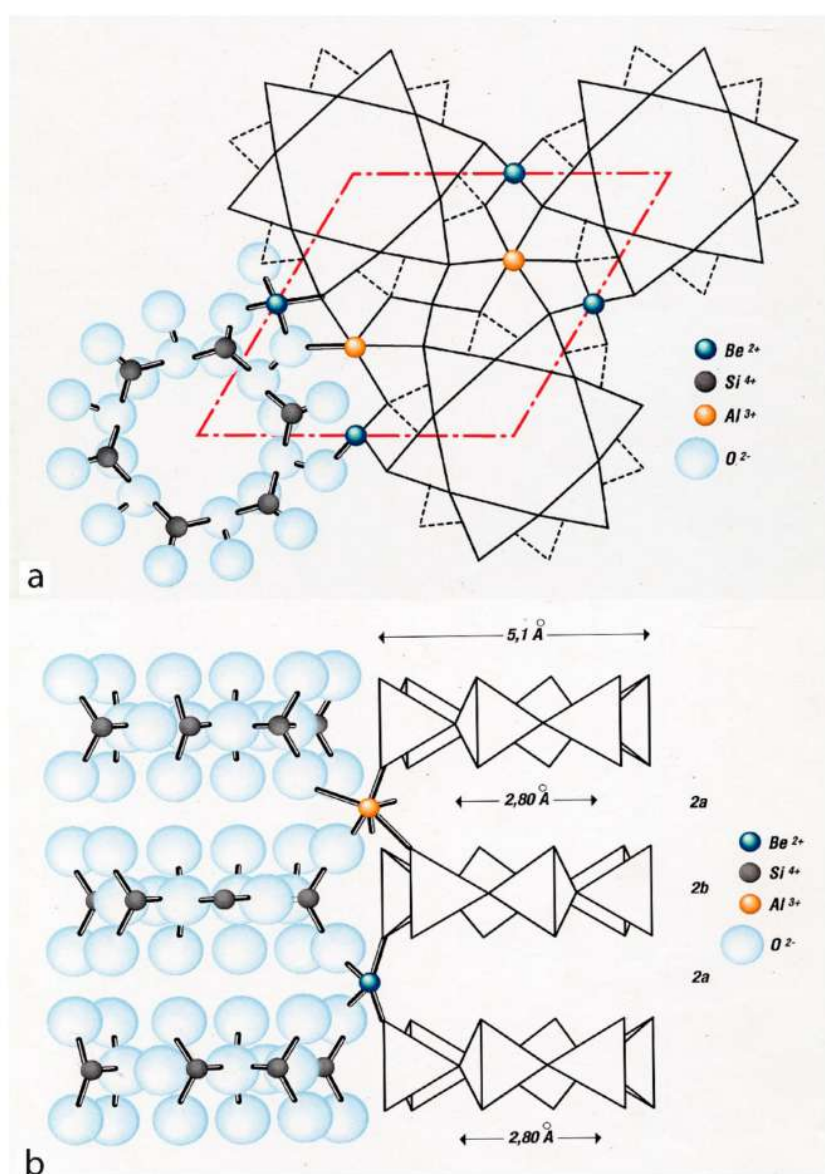 Be 2+
Si 4+
Al 3+
O 2-
a
5,1 Å
2,80 Å
2a
Be 2+
Si 4+
2b
Al 3+
O 2-
2a
2,80 Å
b